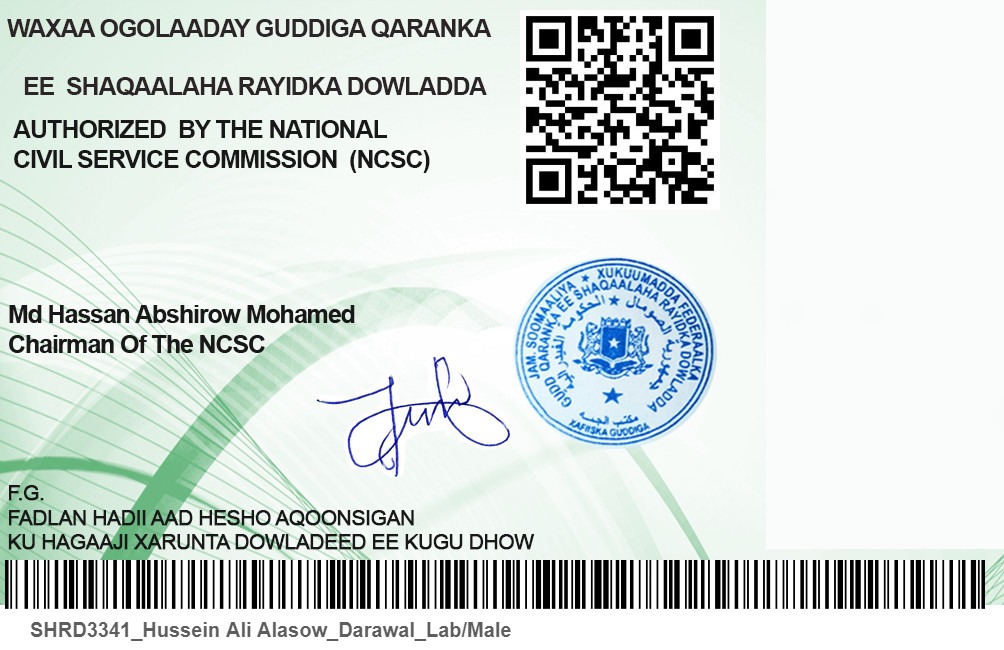 WAXAA OGOLAADAY GUDDIGA QARANKA
EE SHAQAALAHA RAYIDKA DOWLADDA
AUTHORIZED BY THE NATIONAL
CIVIL SERVICE COMMISSION (NCSC)
Md Hassan Abshirow Mohamed
Chairman Of The NCSC
JAM. SOOMAALIYA ★ XUKUUMADDA FEDERAALKA
GUDD QARANKA EE SHAQAALAHA RAYIDKA DOWLADDA
XAFIISKA GUDDIGA
F.G.
FADLAN HADII AAD HESHO AQOONSIGAN
KU HAGAAJI XARUNTA DOWLADEED EE KUGU DHOW
SHRD3341_Hussein Ali Alasow_Darawal_Lab/Male